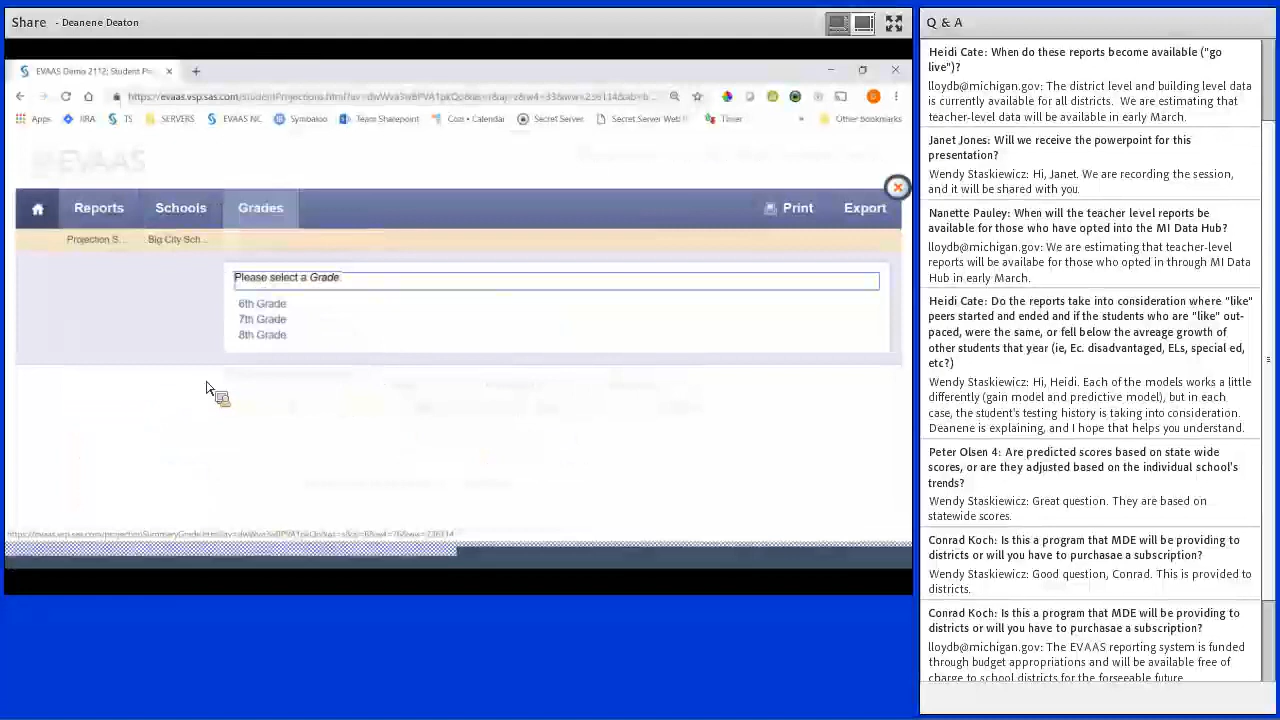 Share - Deanene Deaton
EVAAS Demo 2112; Student Pr
Apps JIRA TS SERVERS EVAAS NC Symbaloo Team Sharepoint Cozi • Calendar Secret Server Secret Server Web Timer » Other bookmarks
EVAAS
Reports Schools Grades Print Export
Projection S... Big City Sch...
Please select a Grade
6th Grade
7th Grade
8th Grade
Q & A
Heidi Cate: When do these reports become available ("go
live")?
lloydb@michigan.gov: The district level and building level data
is currently available for all districts. We are estimating that
teacher-level data will be available in early March.
Janet Jones: Will we receive the powerpoint for this
presentation?
Wendy Staskiewicz: Hi, Janet. We are recording the session,
and it will be shared with you.
Nanette Pauley: When will the teacher level reports be
available for those who have opted into the MI Data Hub?
lloydb@michigan.gov: We are estimating that teacher-level
reports will be availabe for those who opted in through MI Data
Hub in early March.
Heidi Cate: Do the reports take into consideration where "like"
peers started and ended and if the students who are "like" out-
paced, were the same, or fell below the avreage growth of
other students that year (ie, Ec. disadvantaged, ELs, special ed,
etc?)
Wendy Staskiewicz: Hi, Heidi. Each of the models works a little
differently (gain model and predictive model), but in each
case, the student's testing history is taking into consideration.
Deanene is explaining, and I hope that helps you understand.
Peter Olsen 4: Are predicted scores based on state wide
scores, or are they adjusted based on the individual school's
trends?
Wendy Staskiewicz: Great question. They are based on
statewide scores.
Conrad Koch: Is this a program that MDE will be providing to
districts or will you have to purchasae a subscription?
Wendy Staskiewicz: Good question, Conrad. This is provided to
districts.
Conrad Koch: Is this a program that MDE will be providing to
districts or will you have to purchasae a subscription?
lloydb@michigan.gov: The EVAAS reporting system is funded
through budget appropriations and will be available free of
charge to school districts for the forseeable future.